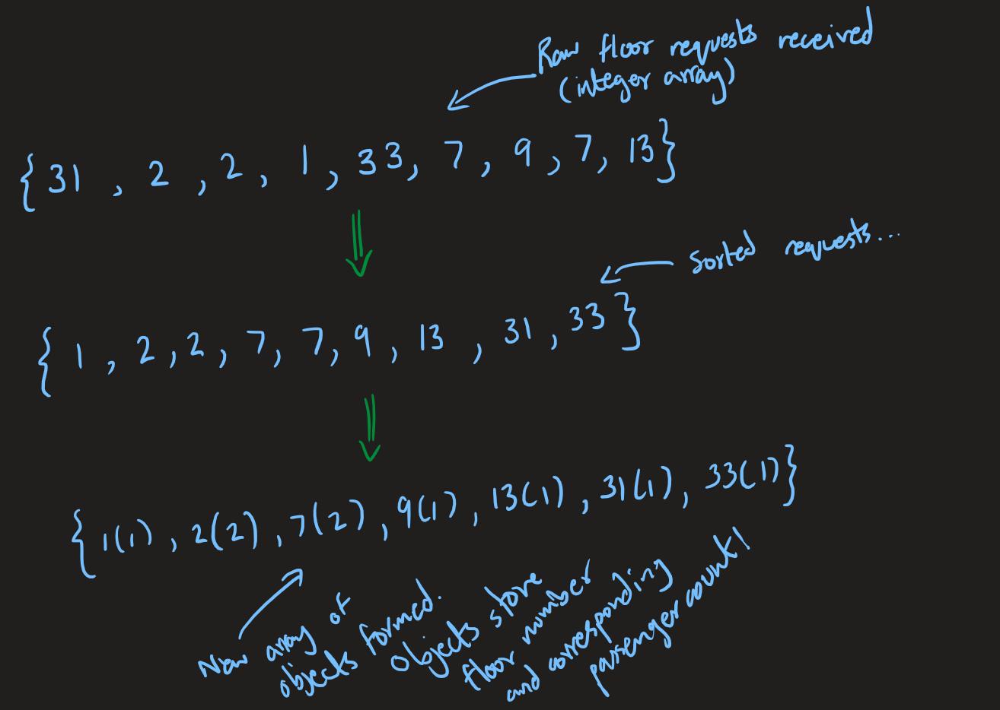 Raw floor requests received
(integer array)
{31 , 2 , 2 , 1 , 33, 7 , 9 , 7, 13}
Sorted requests...
{ 1 , 2 , 2 , 7 , 7 , 9 , 13 , 31 , 33 }
{ 1(1) , 2(2) , 7(2) , 9(1) , 13(1) , 31(1) , 33(1)}
New array of
objects formed.
Objects store
floor number
and corresponding
passenger count!